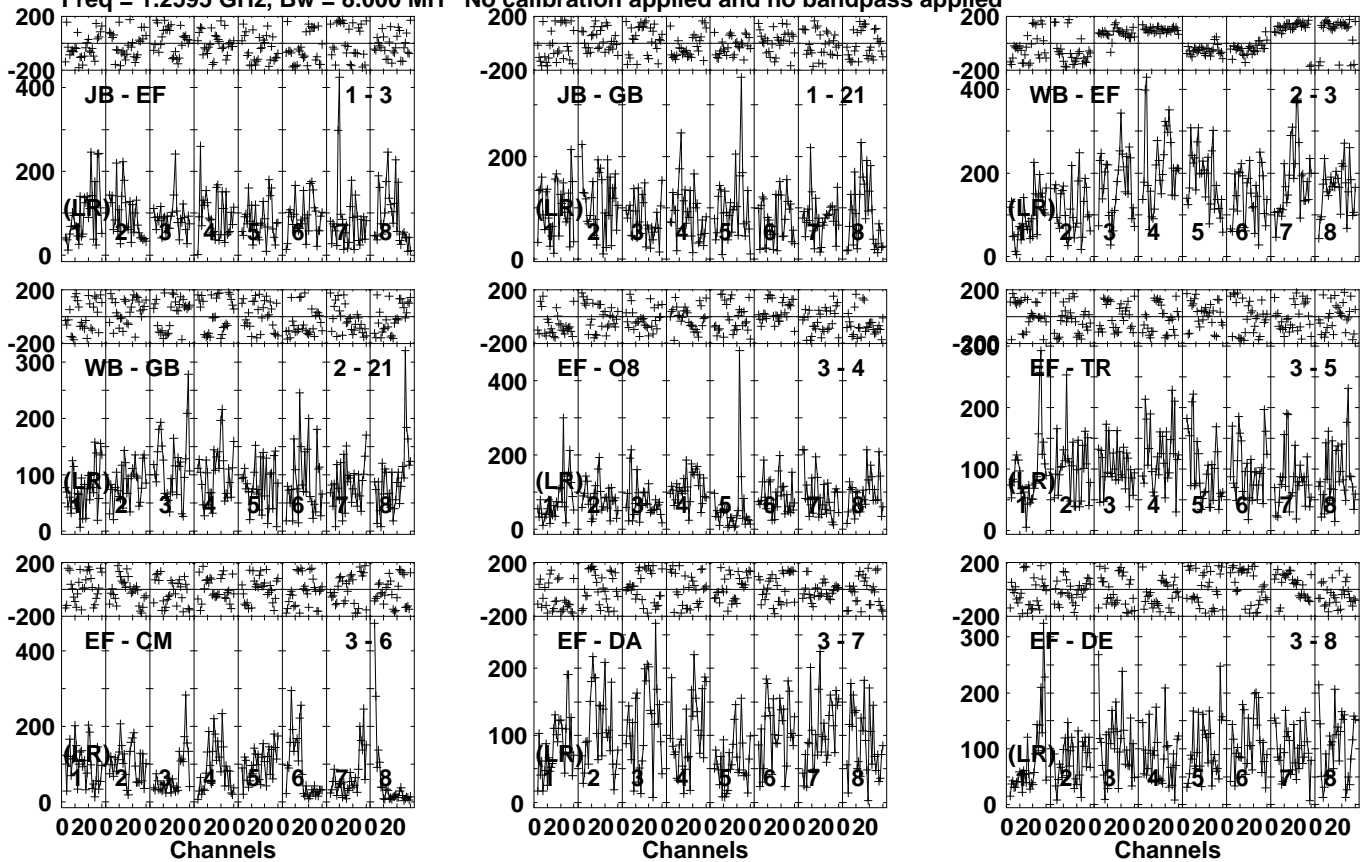 Freq = 1.2595 GHz, Bw = 8.000 MH No calibration applied and no bandpass applied
200
-200
400
200
0
JB - EF 1 - 3
(LR)
1 2 3 4 5 6 7 8
200
-200
200
0
JB - GB 1 - 21
(LR)
1 2 3 4 5 6 7 8
200
-200
400
200
0
WB - EF 2 - 3
(LR)
1 2 3 4 5 6 7 8
200
-200
300
200
100
0
WB - GB 2 - 21
(LR)
1 2 3 4 5 6 7 8
200
-200
400
200
0
EF - O8 3 - 4
(LR)
1 2 3 4 5 6 7 8
200
-200
300
200
100
0
EF - TR 3 - 5
(LR)
1 2 3 4 5 6 7 8
200
-200
400
200
0
EF - CM 3 - 6
(LR)
1 2 3 4 5 6 7 8
020020020020020020020020
Channels
200
-200
200
100
0
EF - DA 3 - 7
(LR)
1 2 3 4 5 6 7 8
020020020020020020020020
Channels
200
-200
300
200
100
0
EF - DE 3 - 8
(LR)
1 2 3 4 5 6 7 8
020020020020020020020020
Channels